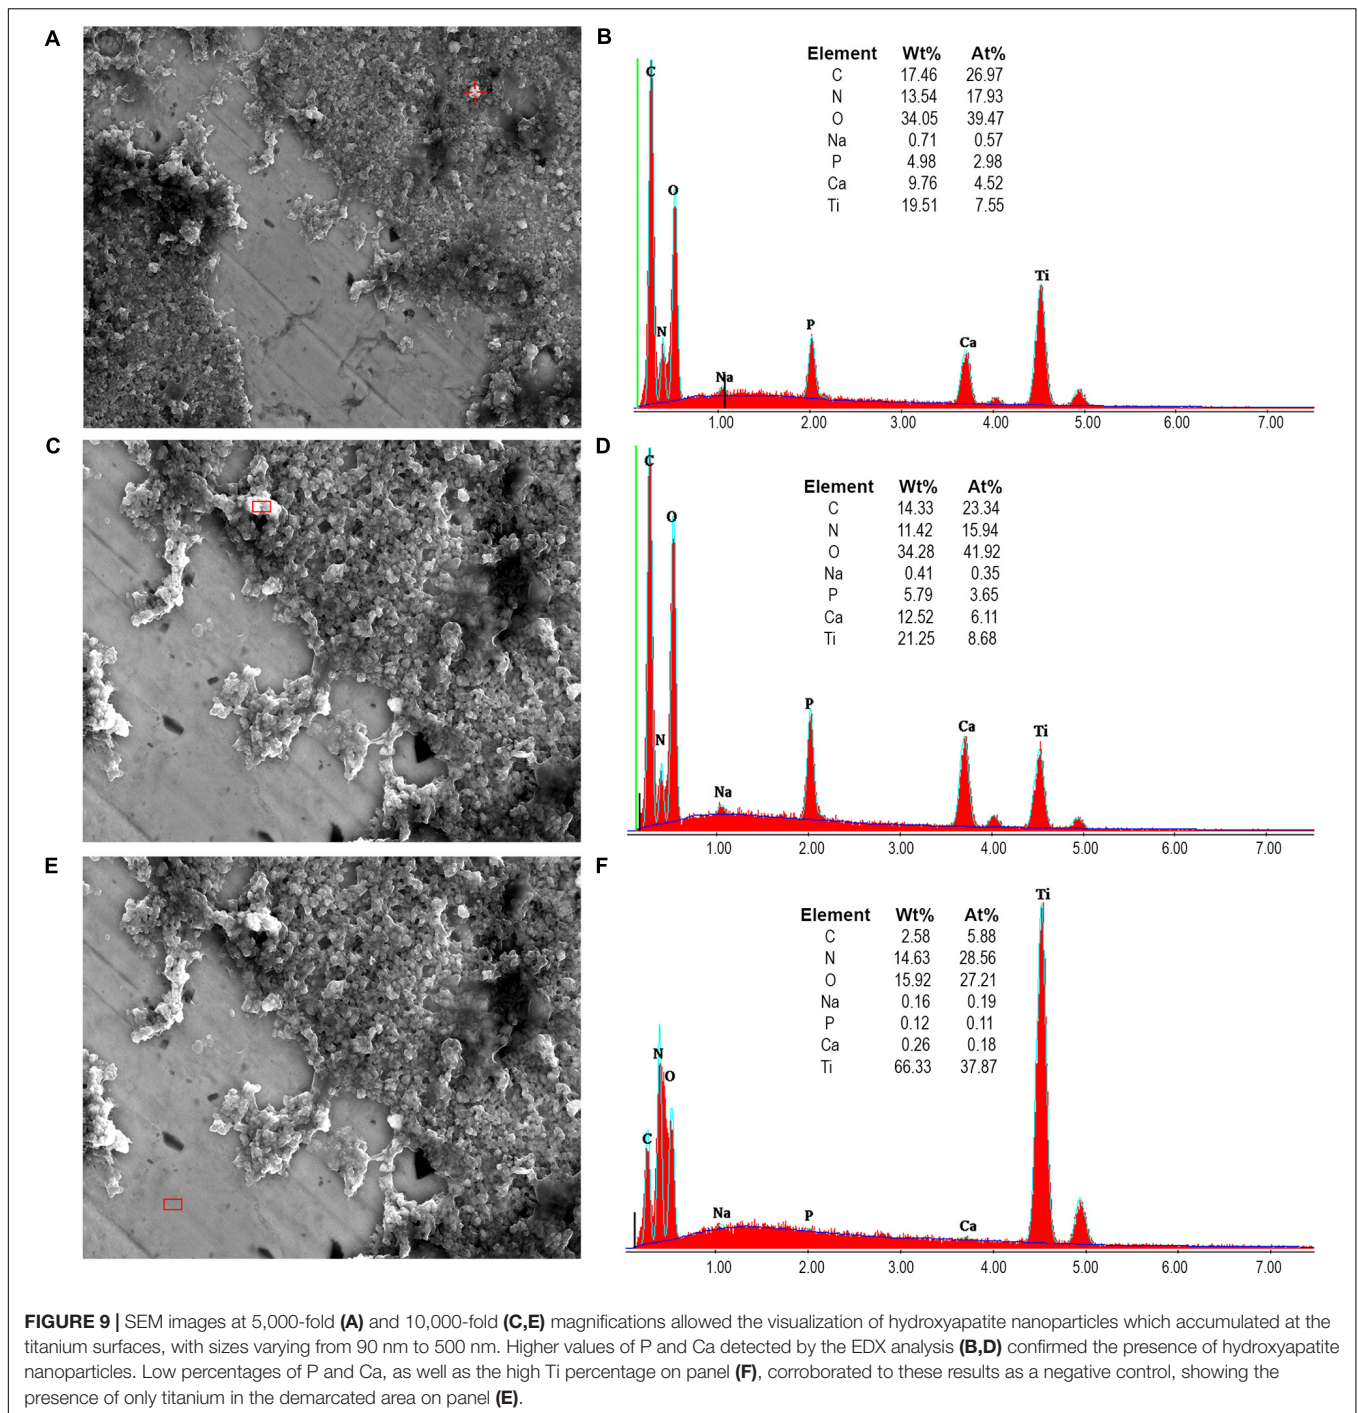 A
B
Element Wt% At%
C 17.46 26.97
N 13.54 17.93
O 34.05 39.47
Na 0.71 0.57
P 4.98 2.98
Ca 9.76 4.52
Ti 19.51 7.55
C
O
N
Na
P
Ca
Ti
1.00 2.00 3.00 4.00 5.00 6.00 7.00
C
D
Element Wt% At%
C 14.33 23.34
N 11.42 15.94
O 34.28 41.92
Na 0.41 0.35
P 5.79 3.65
Ca 12.52 6.11
Ti 21.25 8.68
C
O
N
Na
P
Ca
Ti
1.00 2.00 3.00 4.00 5.00 6.00 7.00
E
F
Element Wt% At%
C 2.58 5.88
N 14.63 28.56
O 15.92 27.21
Na 0.16 0.19
P 0.12 0.11
Ca 0.26 0.18
Ti 66.33 37.87
C
N
O
Na
P
Ca
Ti
1.00 2.00 3.00 4.00 5.00 6.00 7.00
FIGURE 9 | SEM images at 5,000-fold (A) and 10,000-fold (C,E) magnifications allowed the visualization of hydroxyapatite nanoparticles which accumulated at the
titanium surfaces, with sizes varying from 90 nm to 500 nm. Higher values of P and Ca detected by the EDX analysis (B,D) confirmed the presence of hydroxyapatite
nanoparticles. Low percentages of P and Ca, as well as the high Ti percentage on panel (F), corroborated to these results as a negative control, showing the
presence of only titanium in the demarcated area on panel (E).